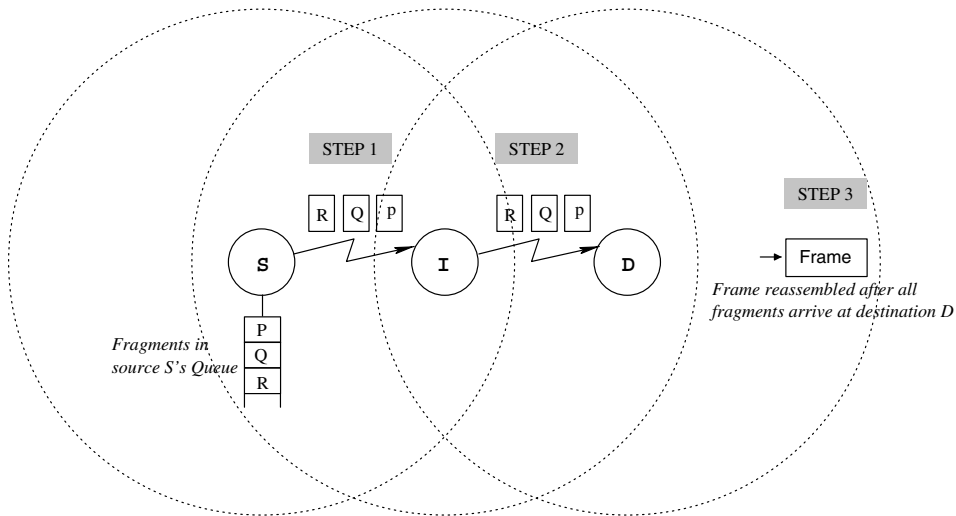 STEP 1
STEP 2
STEP 3
R Q p
R Q p
S
I
D
Frame
Frame reassembled after all
fragments arrive at destination D
Fragments in
source S's Queue
P
Q
R